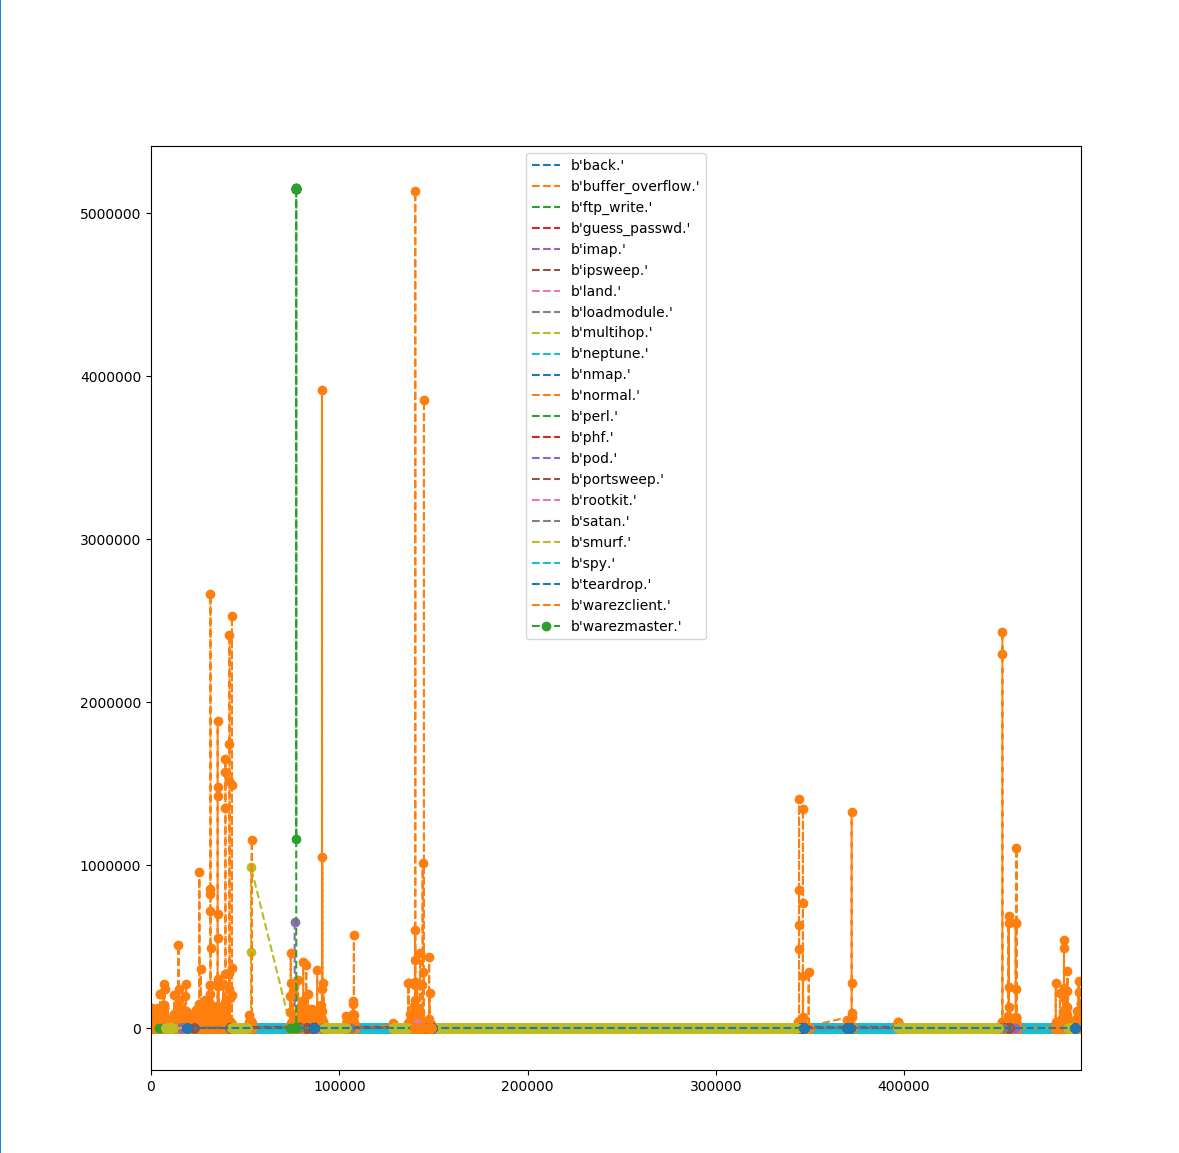 b'back.'
b'buffer_overflow.'
b'ftp_write.'
b'guess_passwd.'
b'imap.'
b'ipsweep.'
b'land.'
b'loadmodule.'
b'multihop.'
b'neptune.'
b'nmap.'
b'normal.'
b'perl.'
b'phf.'
b'pod.'
b'portsweep.'
b'rootkit.'
b'satan.'
b'smurf.'
b'spy.'
b'teardrop.'
b'warezclient.'
b'warezmaster.'
5000000
4000000
3000000
2000000
1000000
0
0 100000 200000 300000 400000